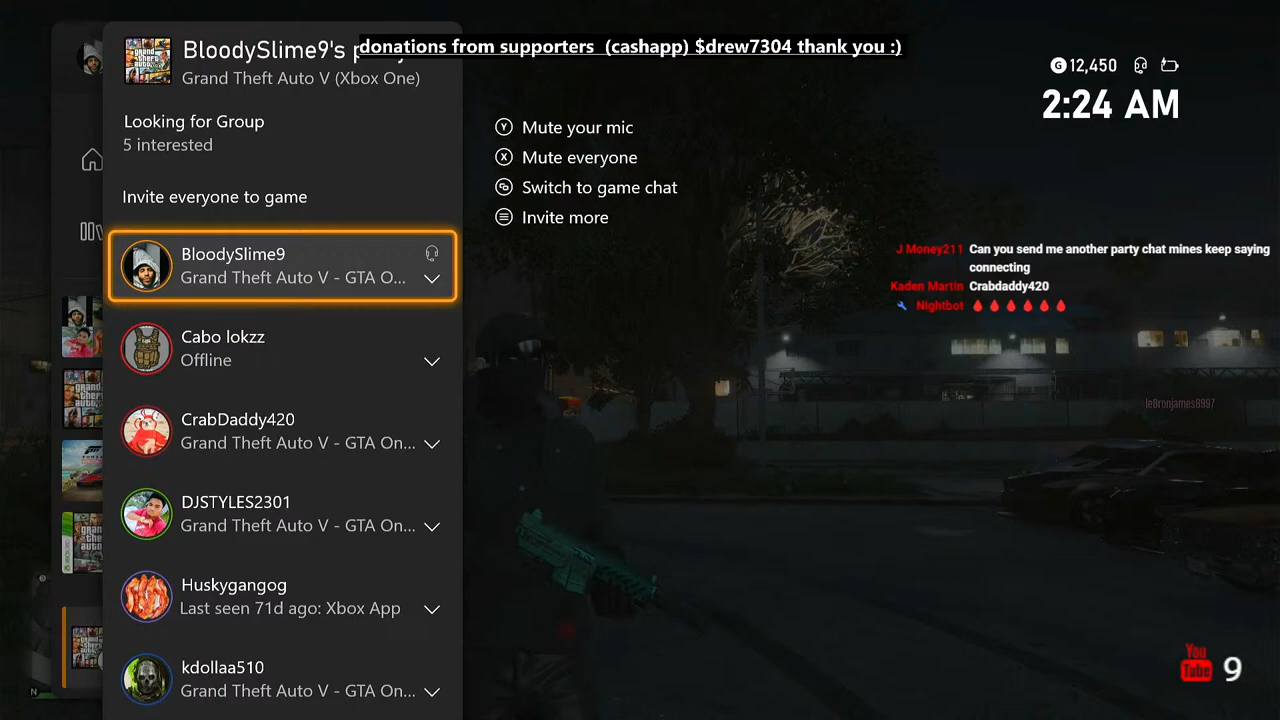 BloodySlime9's p
donations from supporters (cashapp) $drew7304 thank you :)
Grand Theft Auto V (Xbox One)
G 12,450
2:24 AM
Looking for Group
5 interested
Invite everyone to game
Y Mute your mic
X Mute everyone
Switch to game chat
Invite more
BloodySlime9
Grand Theft Auto V - GTA O...
Cabo lokzz
Offline
CrabDaddy420
Grand Theft Auto V - GTA On...
DJSTYLES2301
Grand Theft Auto V - GTA On...
Huskygangog
Last seen 71d ago: Xbox App
kdollaa510
Grand Theft Auto V - GTA On...
J Money211 Can you send me another party chat mines keep saying
connecting
Kaden Martin Crabdaddy420
Nightbot
le8ronjames8997
You
Tube 9
N